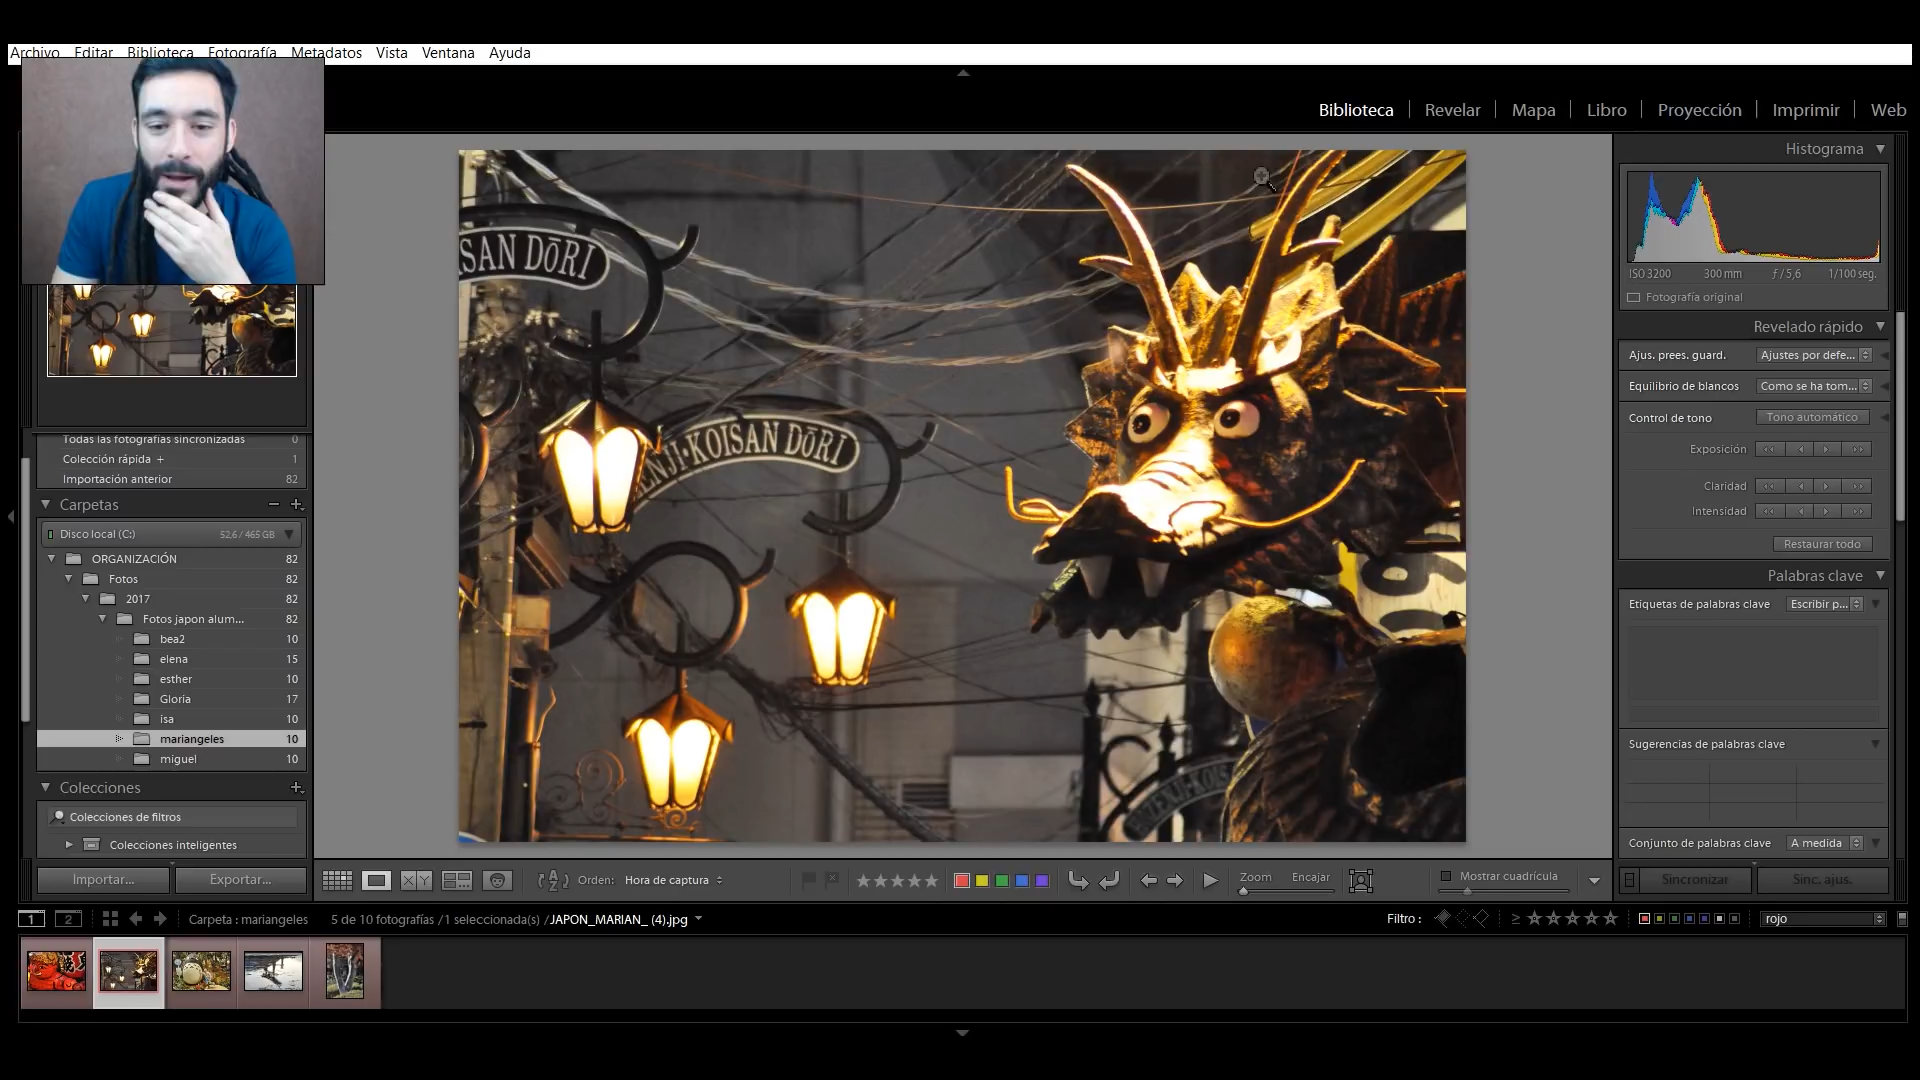 Archivo Editar Biblioteca Fotografía Metadatos Vista Ventana Ayuda
Biblioteca Revelar Mapa Libro Proyección Imprimir Web
Histograma
ISO 3200 300 mm ƒ / 5,6 1/100 seg.
Fotografía original
Revelado rápido
Ajus. prees. guard. Ajustes por defe...
Equilibrio de blancos Como se ha tom...
Control de tono Tono automático
Exposición
Claridad
Intensidad
Restaurar todo
Palabras clave
Etiquetas de palabras clave Escribir p...
Sugerencias de palabras clave
Conjunto de palabras clave A medida
Sincronizar Sinc. ajus.
Todas las fotografías sincronizadas 0
Colección rápida + 1
Importación anterior 82
Carpetas
Disco local (C:) 52,6 / 465 GB
ORGANIZACIÓN 82
Fotos 82
2017 82
Fotos japon alum... 82
bea2 10
elena 15
esther 10
Gloria 17
isa 10
mariangeles 10
miguel 10
Colecciones
Colecciones de filtros
Colecciones inteligentes
Importar... Exportar...
SAN DŌRI
ENJI·KOISAN DŌRI
XY
Orden: Hora de captura
Zoom Encajar
Mostrar cuadrícula
1 2 Carpeta : mariangeles 5 de 10 fotografías / 1 seleccionada(s) / JAPON_MARIAN_ (4).jpg
Filtro : ≥ rojo